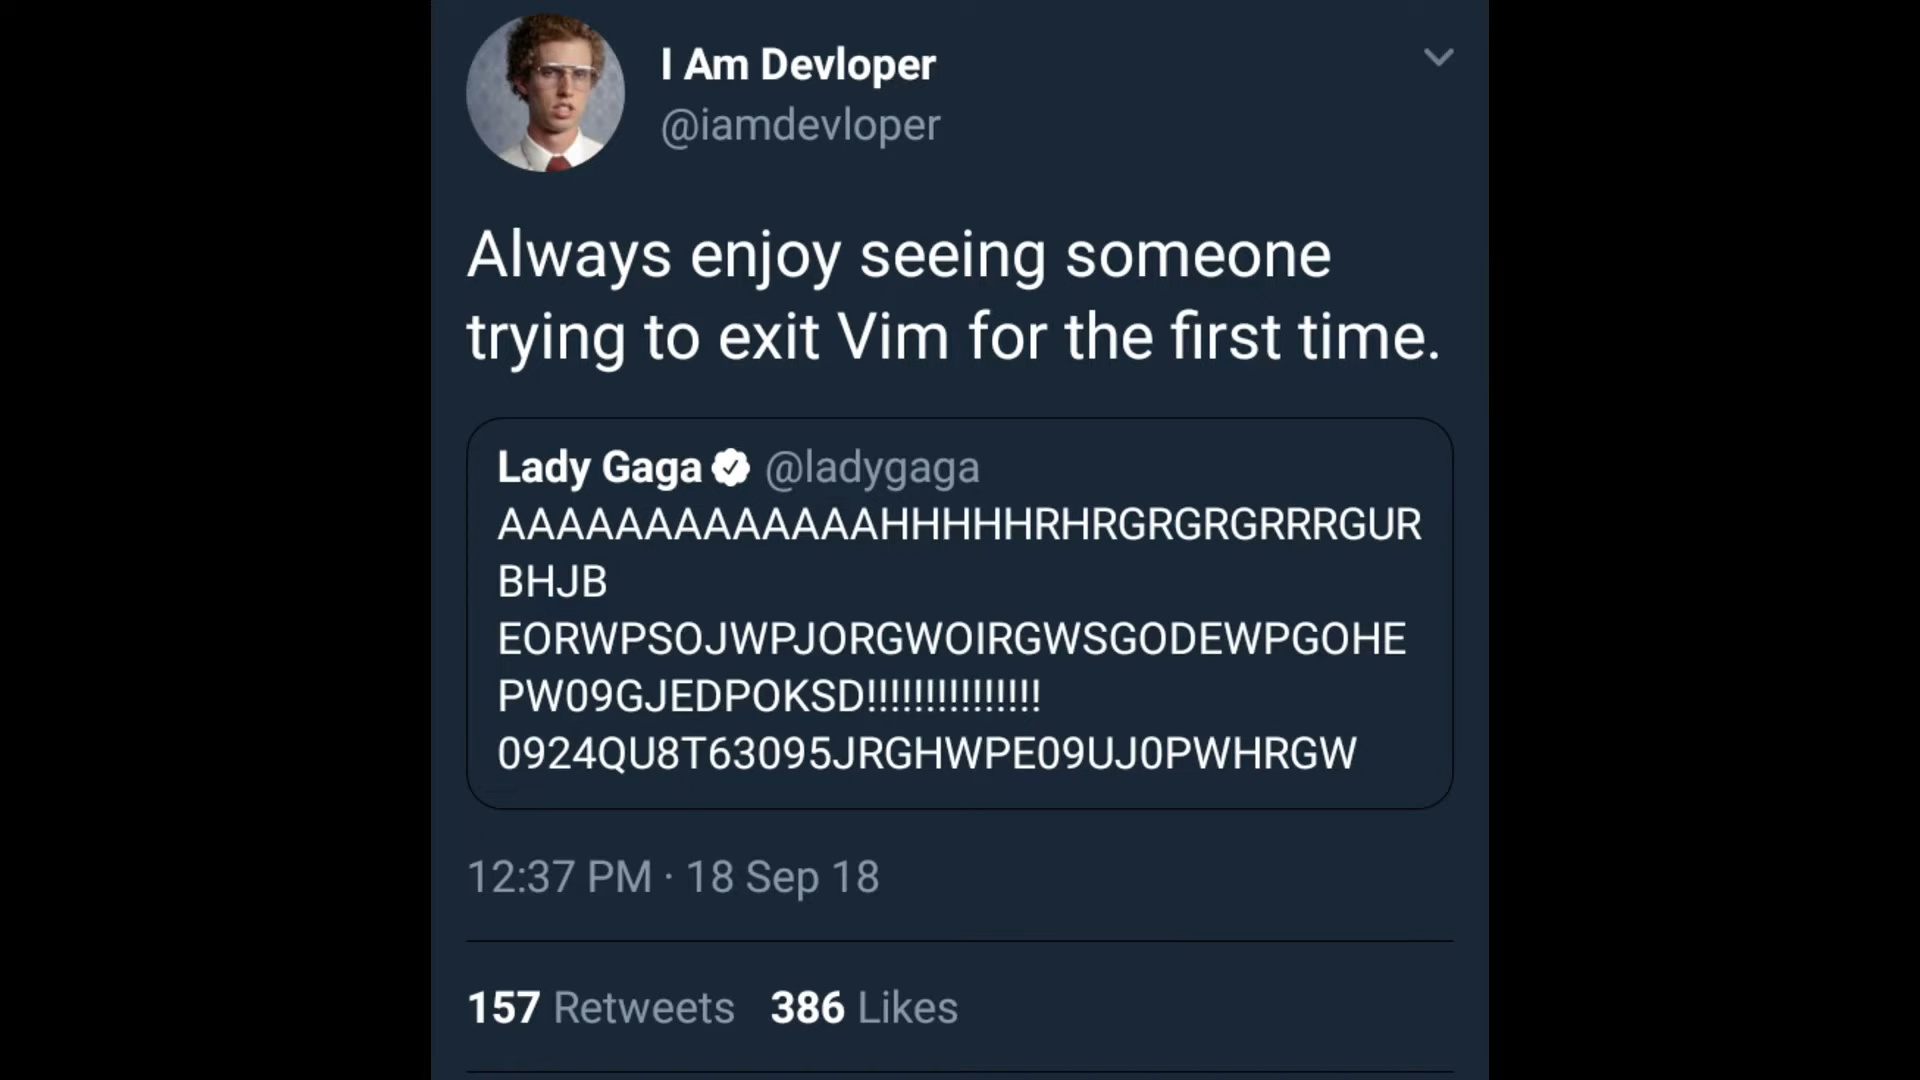 I Am Devloper
@iamdevloper
Always enjoy seeing someone
trying to exit Vim for the first time.
Lady Gaga @ladygaga
AAAAAAAAAAAAAHHHHHRHRGRGRGRRRGUR
BHJB
EORWPSOJWPJORGWOIRGWSGODEWPGOHE
PW09GJEDPOKSD!!!!!!!!!!!!!!!
0924QU8T63095JRGHWPE09UJ0PWHRGW
12:37 PM · 18 Sep 18
157 Retweets 386 Likes